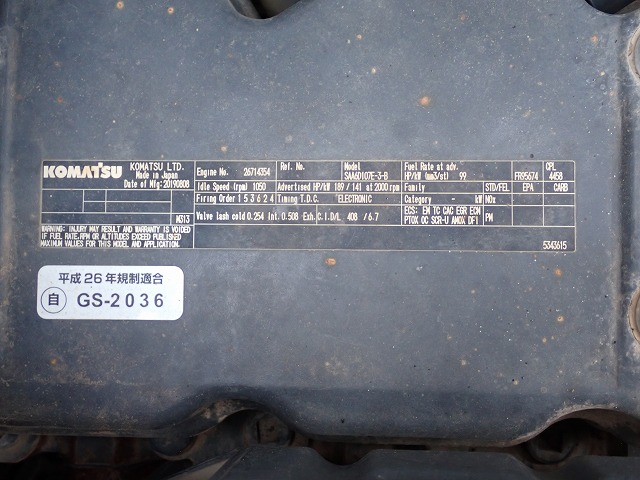 KOMATSU KOMATSU LTD. Made in Japan Date of Mfg:20190808
Engine No. 26714354 Ref. No. Model SAA6D107E-3-B Fuel Rate at adv. HP/kW (mm3/st) 99 FR95674 CPL 4458
Idle Speed (rpm) 1050 Advertised HP/kW 189 / 141 at 2000 rpm Family STD/FEL EPA CARB
Firing Order 1 5 3 6 2 4 Timing T.D.C. ELECTRONIC Category - kW NOx
Valve lash cold 0.254 Int. 0.508 Exh. C.I.D/L 408 / 6.7 ECS: EM TC CAC EGR ECM PTOX OC SCR-U AMOX DFI PM
N313
WARNING: INJURY MAY RESULT AND WARRANTY IS VOIDED
IF FUEL RATE,RPM OR ALTITUDES EXCEED PUBLISHED
MAXIMUM VALUES FOR THIS MODEL AND APPLICATION.
5343615
平成26年規制適合
自 GS-2036